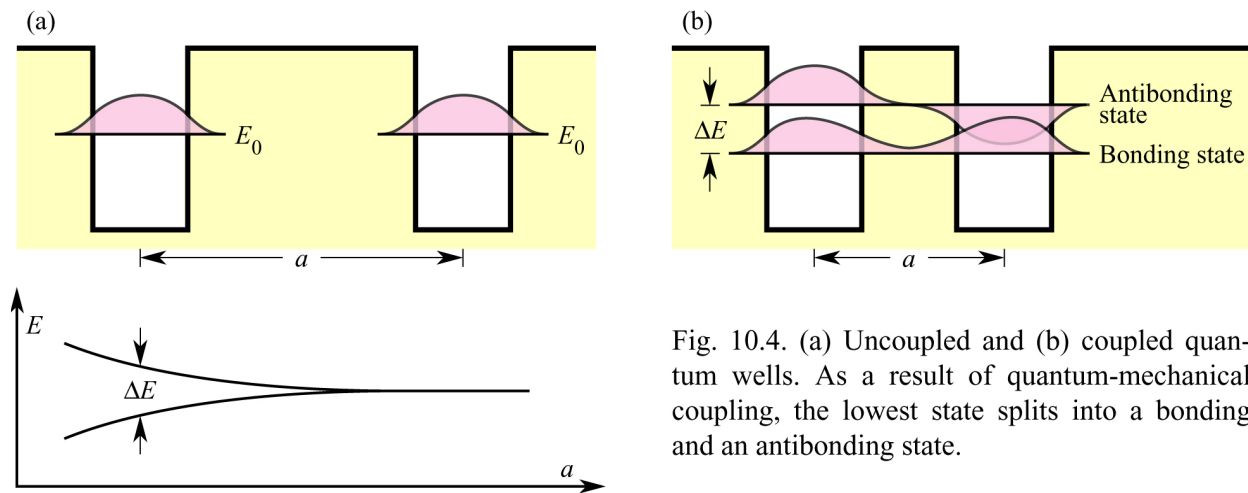 (a)
E0
E0
a
(b)
ΔE
Antibonding
state
Bonding state
a
E
ΔE
a
Fig. 10.4. (a) Uncoupled and (b) coupled quan-
tum wells. As a result of quantum-mechanical
coupling, the lowest state splits into a bonding
and an antibonding state.